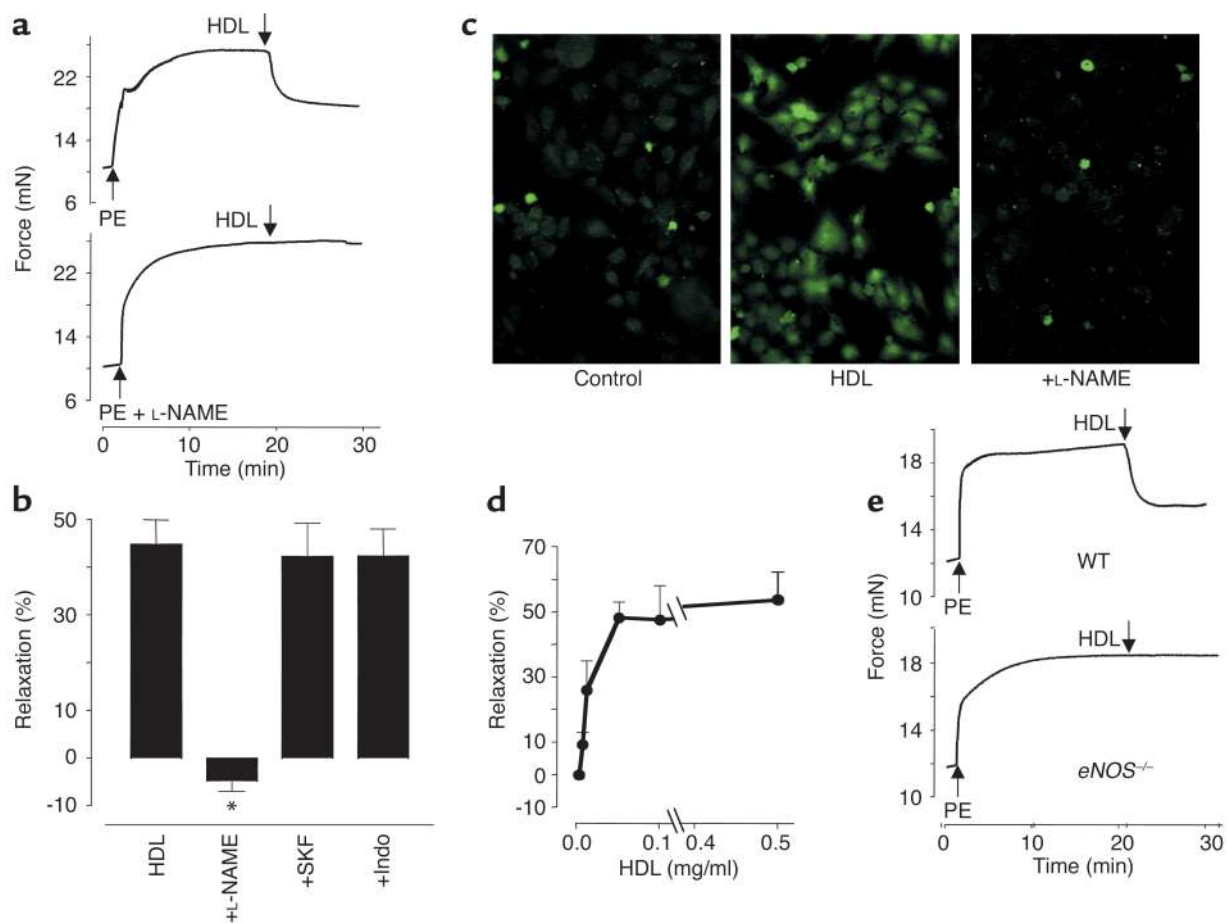 a
HDL
22
14
6
PE
HDL
22
14
6
PE + L-NAME
Force (mN)
0 10 20 30
Time (min)
c
Control
HDL
+L-NAME
b
50
30
10
0
-10
Relaxation (%)
*
HDL
+L-NAME
+SKF
+Indo
d
70
50
30
10
0
-10
Relaxation (%)
0.0 0.1 0.4 0.5
HDL (mg/ml)
e
HDL
18
14
10
PE
WT
HDL
18
14
10
PE
eNOS–/–
Force (mN)
0 10 20 30
Time (min)